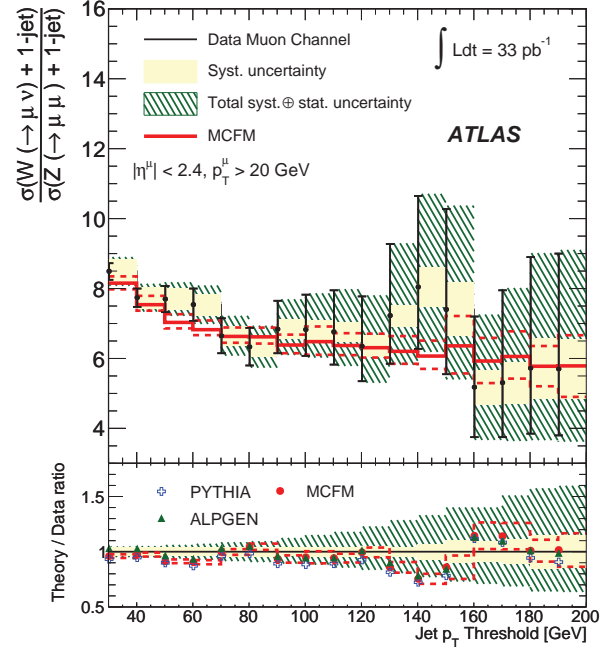 σ(W (→ μ ν) + 1-jet)
σ(Z (→ μ μ) + 1-jet)
16
14
12
10
8
6
4
Data Muon Channel
Syst. uncertainty
Total syst.⊕ stat. uncertainty
MCFM
∫ Ldt = 33 pb⁻¹
ATLAS
|η^μ| < 2.4, p_T^μ > 20 GeV
Theory / Data ratio
1.5
1
0.5
PYTHIA
MCFM
ALPGEN
40 60 80 100 120 140 160 180 200
Jet p_T Threshold [GeV]